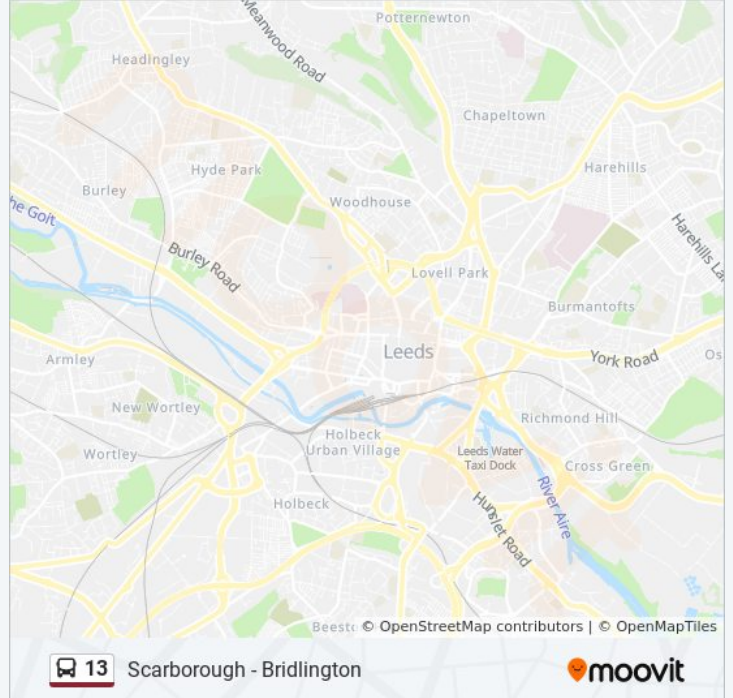 Meanwood Road
Potternewton
Headingley
Chapeltown
Hyde Park
Harehills
Burley
Woodhouse
he Goit
Harehills La
Burley Road
Lovell Park
Burmantofts
Leeds
York Road
Os
Armley
New Wortley
Richmond Hill
Holbeck
Urban Village
Leeds Water
Taxi Dock
Wortley
Cross Green
River Aire
Holbeck
Hunslet Road
Beesto
© OpenStreetMap contributors | © OpenMapTiles
13 Scarborough - Bridlington
moovit